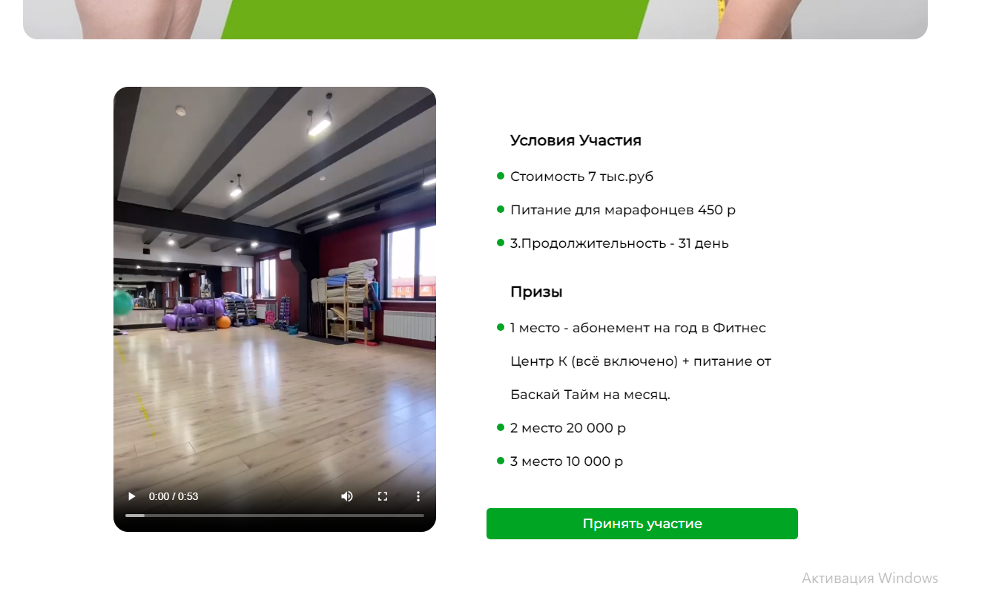 Условия Участия
Стоимость 7 тыс.руб
Питание для марафонцев 450 р
3.Продолжительность - 31 день
Призы
1 место - абонемент на год в Фитнес
Центр К (всё включено) + питание от
Баскай Тайм на месяц.
2 место 20 000 р
3 место 10 000 р
0:00 / 0:53
Принять участие
Активация Windows